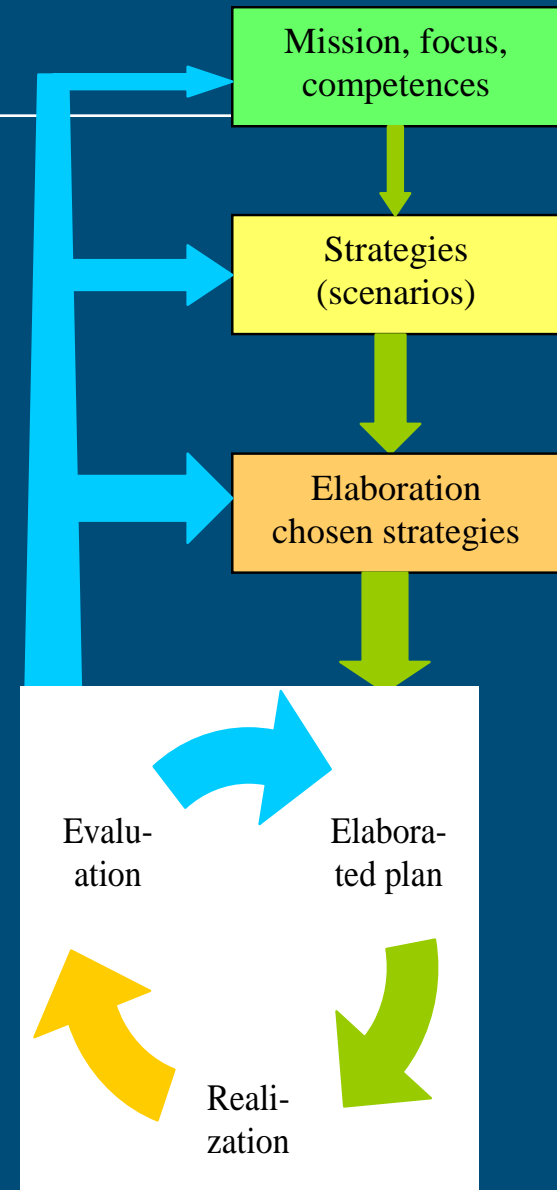 Mission, focus,
competences
Strategies
(scenarios)
Elaboration
chosen strategies
Evalu-
ation
Elabora-
ted plan
Reali-
zation